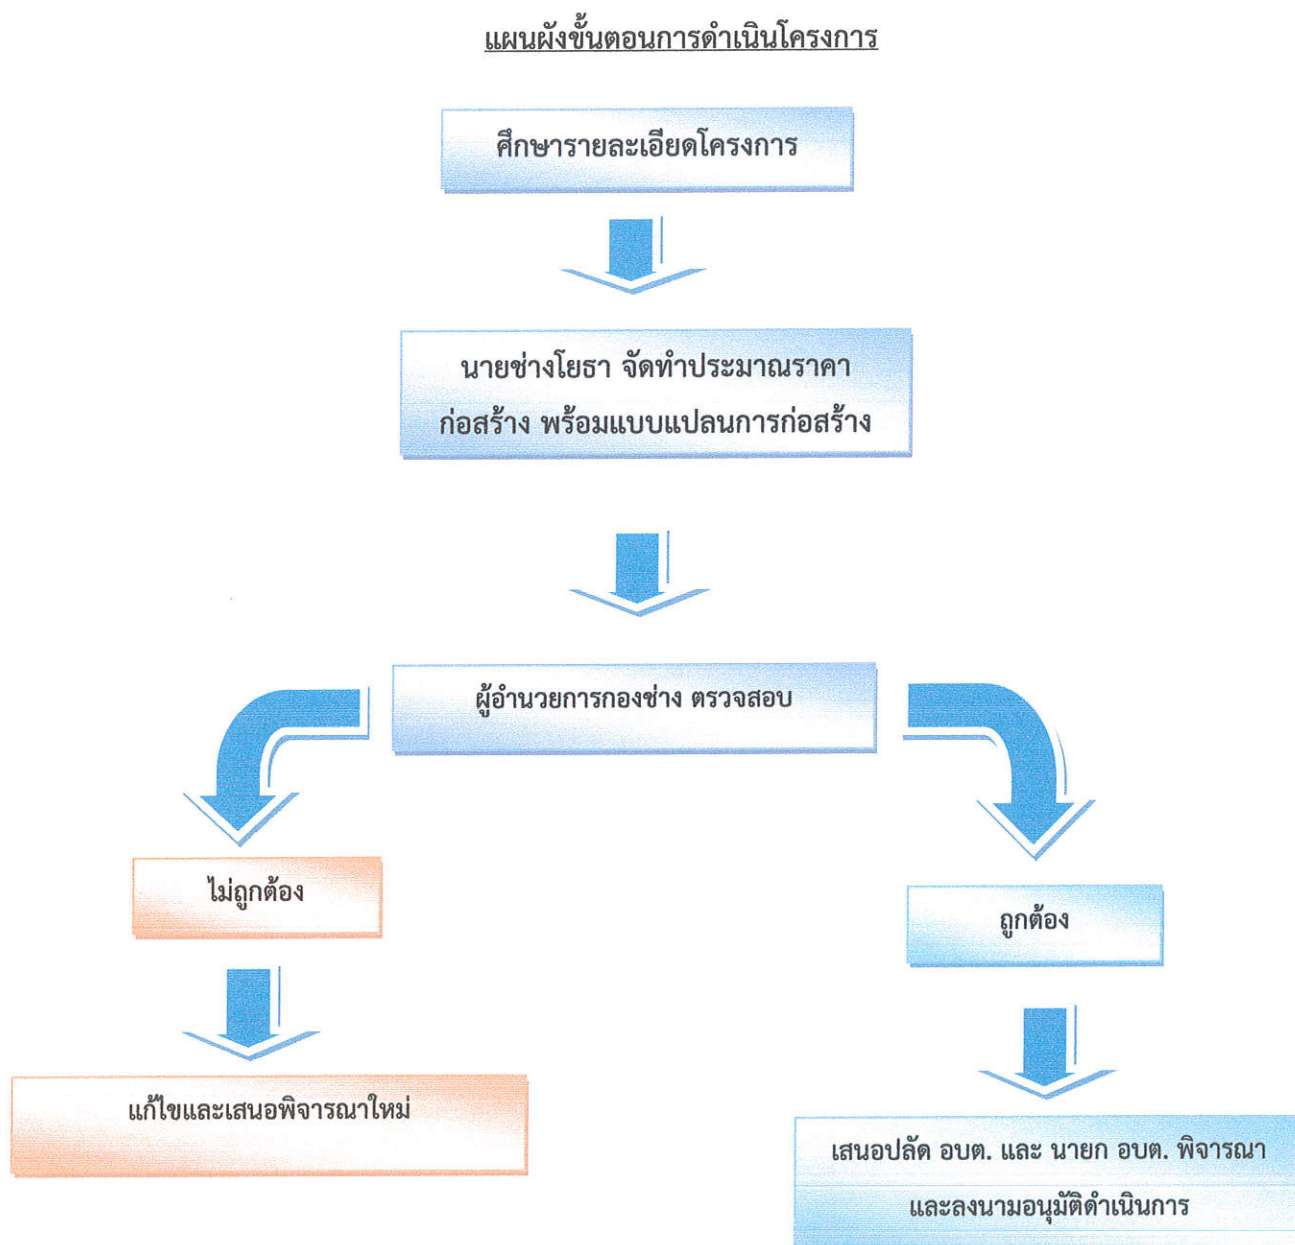 แผนผังขั้นตอนการดำเนินโครงการ
ศึกษารายละเอียดโครงการ
นายช่างโยธา จัดทำประมาณราคา
ก่อสร้าง พร้อมแบบแปลนการก่อสร้าง
ผู้อำนวยการกองช่าง ตรวจสอบ
ไม่ถูกต้อง
ถูกต้อง
แก้ไขและเสนอพิจารณาใหม่
เสนอปลัด อบต. และ นายก อบต. พิจารณา
และลงนามอนุมัติดำเนินการ